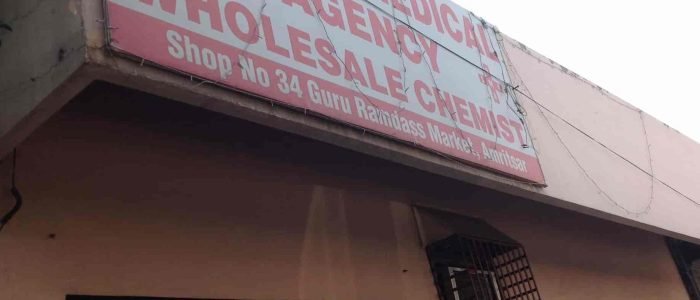 MEDICAL
AGENCY
WHOLESALE CHEMIST
Shop No 34 Guru Ramdass Market, Amritsar